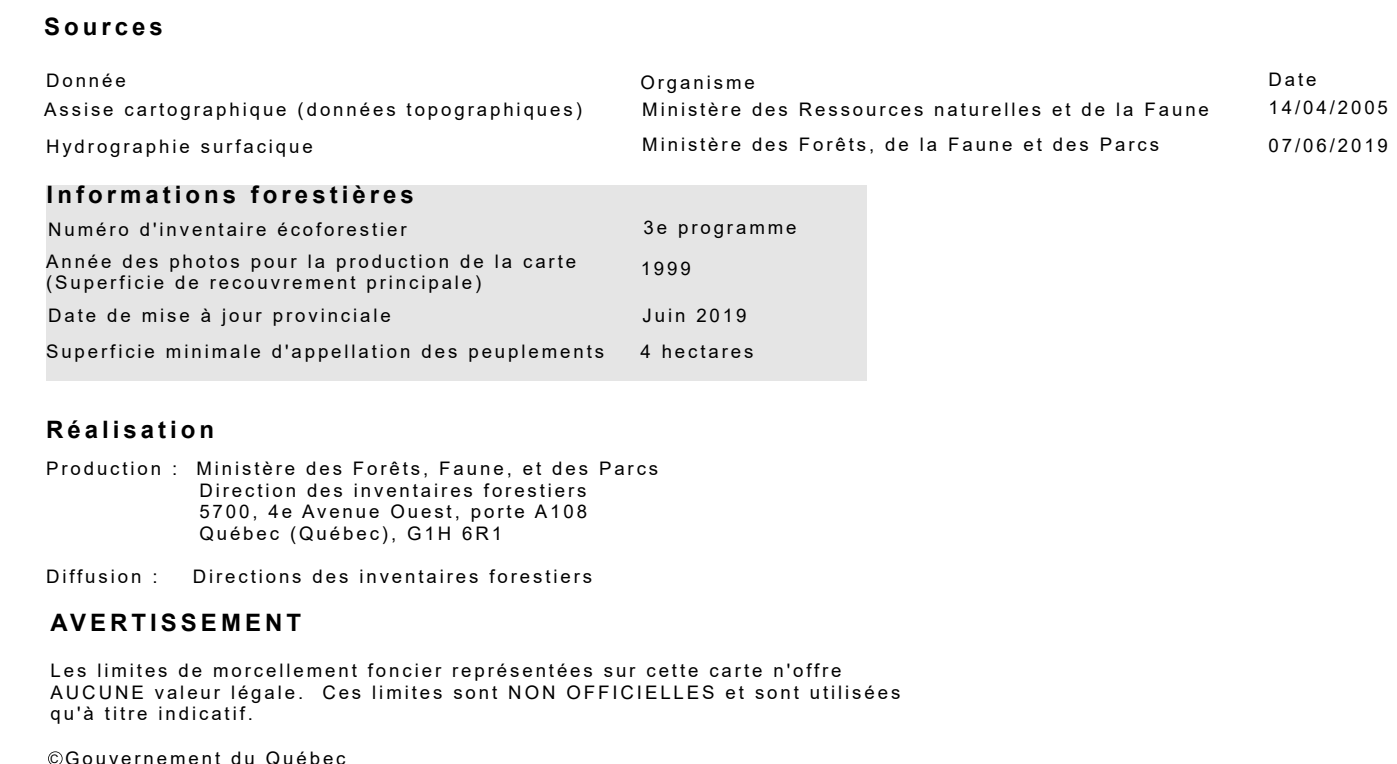 Sources
Donnée Organisme Date
Assise cartographique (données topographiques) Ministère des Ressources naturelles et de la Faune 14/04/2005
Hydrographie surfacique Ministère des Forêts, de la Faune et des Parcs 07/06/2019
Informations forestières
Numéro d'inventaire écoforestier 3e programme
Année des photos pour la production de la carte
(Superficie de recouvrement principale) 1999
Date de mise à jour provinciale Juin 2019
Superficie minimale d'appellation des peuplements 4 hectares
Réalisation
Production : Ministère des Forêts, Faune, et des Parcs
Direction des inventaires forestiers
5700, 4e Avenue Ouest, porte A108
Québec (Québec), G1H 6R1
Diffusion : Directions des inventaires forestiers
AVERTISSEMENT
Les limites de morcellement foncier représentées sur cette carte n'offre
AUCUNE valeur légale. Ces limites sont NON OFFICIELLES et sont utilisées
qu'à titre indicatif.
©Gouvernement du Québec